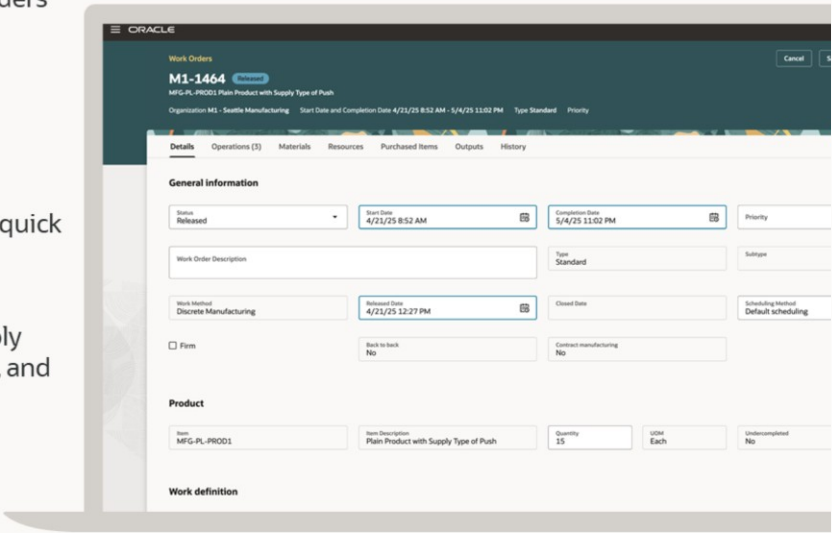 quick
and
ORACLE
Work Orders
Cancel
M1-1464 Released
MFG-PL-PROD1 Plain Product with Supply Type of Push
Organization M1 - Seattle Manufacturing Start Date and Completion Date 4/21/25 8:52 AM - 5/4/25 11:02 PM Type Standard Priority
Details Operations (3) Materials Resources Purchased Items Outputs History
General information
Status Start Date Completion Date
Released 4/21/25 8:52 AM 5/4/25 11:02 PM Priority
Work Order Description Type Subtype
Standard
Work Method Released Date Closed Date Scheduling Method
Discrete Manufacturing 4/21/25 12:27 PM Default scheduling
Firm Back to back Contract manufacturing
No No
Product
Item Item Description Quantity UOM Undercompleted
MFG-PL-PROD1 Plain Product with Supply Type of Push 15 Each No
Work definition